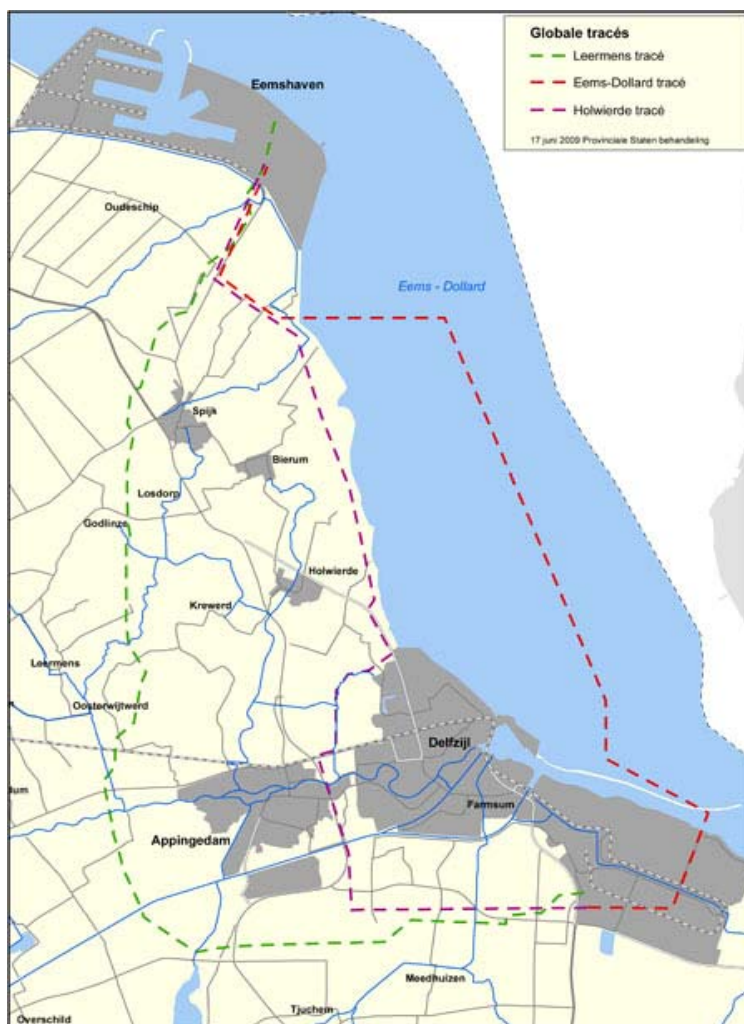 Globale tracés
Leermens tracé
Eems-Dollard tracé
Holwierde tracé
17 juni 2009 Provinciale Staten behandeling
Eemshaven
Oudeschip
Eems - Dollard
Spijk
Bierum
Losdorp
Godlinze
Holwierde
Krewerd
Leermens
Oosterwijtwerd
Delfzijl
dum
Farmsum
Appingedam
Meedhuizen
Tjuchem
Overschild